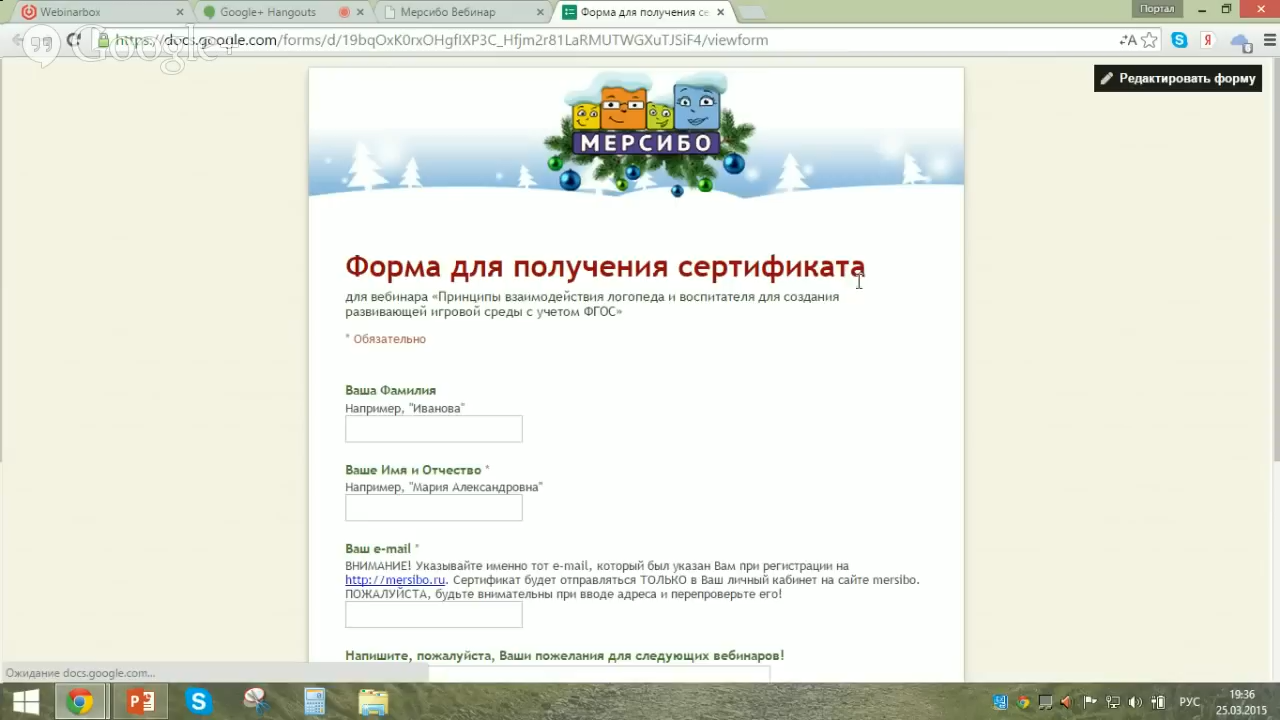 Webinarbox
Google+ Hangouts
Мерсибо Вебинар
Форма для получения се
Портал
https://docs.google.com/forms/d/19bqOxK0rxOHgfiXP3C_Hfjm2r81LaRMUTWGXuTJSiF4/viewform
Google+
Редактировать форму
МЕРСИБО
Форма для получения сертификата
для вебинара «Принципы взаимодействия логопеда и воспитателя для создания
развивающей игровой среды с учетом ФГОС»
* Обязательно
Ваша Фамилия
Например, "Иванова"
Ваше Имя и Отчество *
Например, "Мария Александровна"
Ваш e-mail *
ВНИМАНИЕ! Указывайте именно тот e-mail, который был указан Вам при регистрации на
http://mersibo.ru. Сертификат будет отправляться ТОЛЬКО в Ваш личный кабинет на сайте mersibo.
ПОЖАЛУЙСТА, будьте внимательны при вводе адреса и перепроверьте его!
Напишите, пожалуйста, Ваши пожелания для следующих вебинаров!
Ожидание docs.google.com...
РУС
19:36
25.03.2015